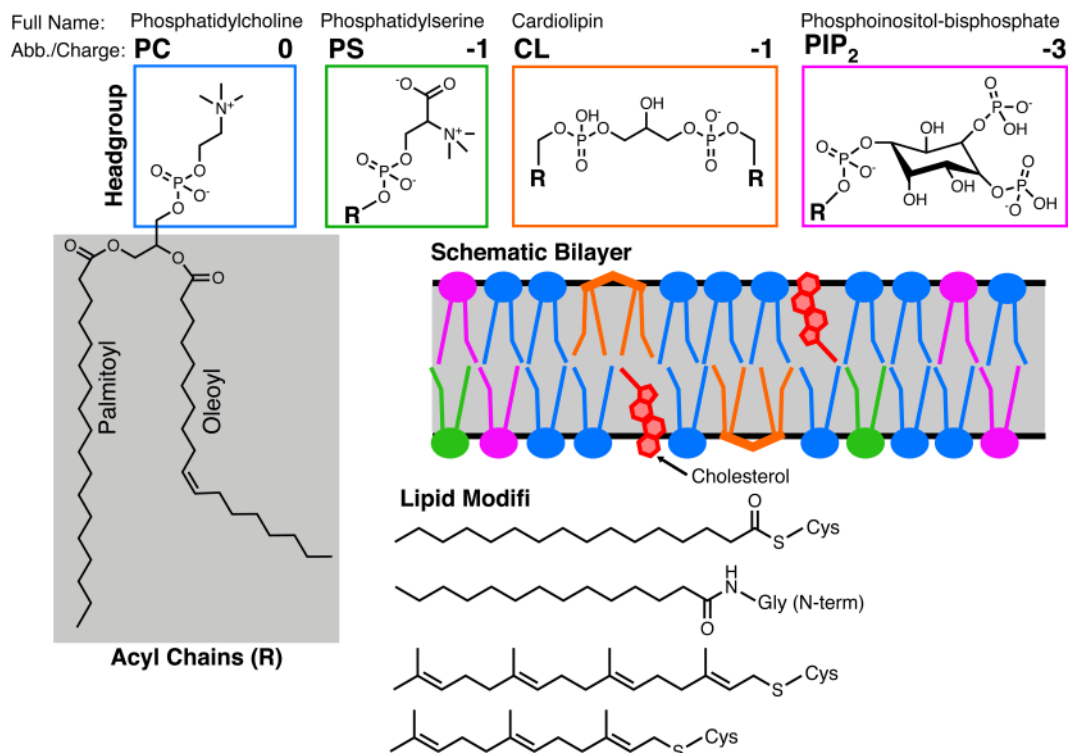 Full Name: Phosphatidylcholine Phosphatidylserine Cardiolipin Phosphoinositol-bisphosphate
Abb./Charge: PC 0 PS -1 CL -1 PIP2 -3
Headgroup
N+
O
O
P
O-
O
O-
O
N+
O
O
P
O-
O
R
O
OH
P
O
O
OH
O
O-
P
O
O
R
R
O
O
P
O-
O
R
OH
OH
HO
OH
O
O
P
O-
OH
O
O
P
O-
OH
O
O
O
O
Palmitoyl
Oleoyl
Acyl Chains (R)
Schematic Bilayer
Cholesterol
Lipid Modifi
O
S
Cys
H
N
O
Gly (N-term)
S
Cys
S
Cys